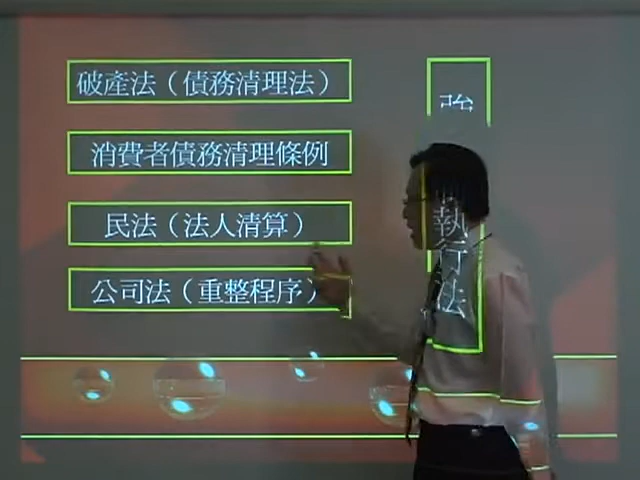 破產法（債務清理法）
消費者債務清理條例
民法（法人清算）
公司法（重整程序）
強
執行法